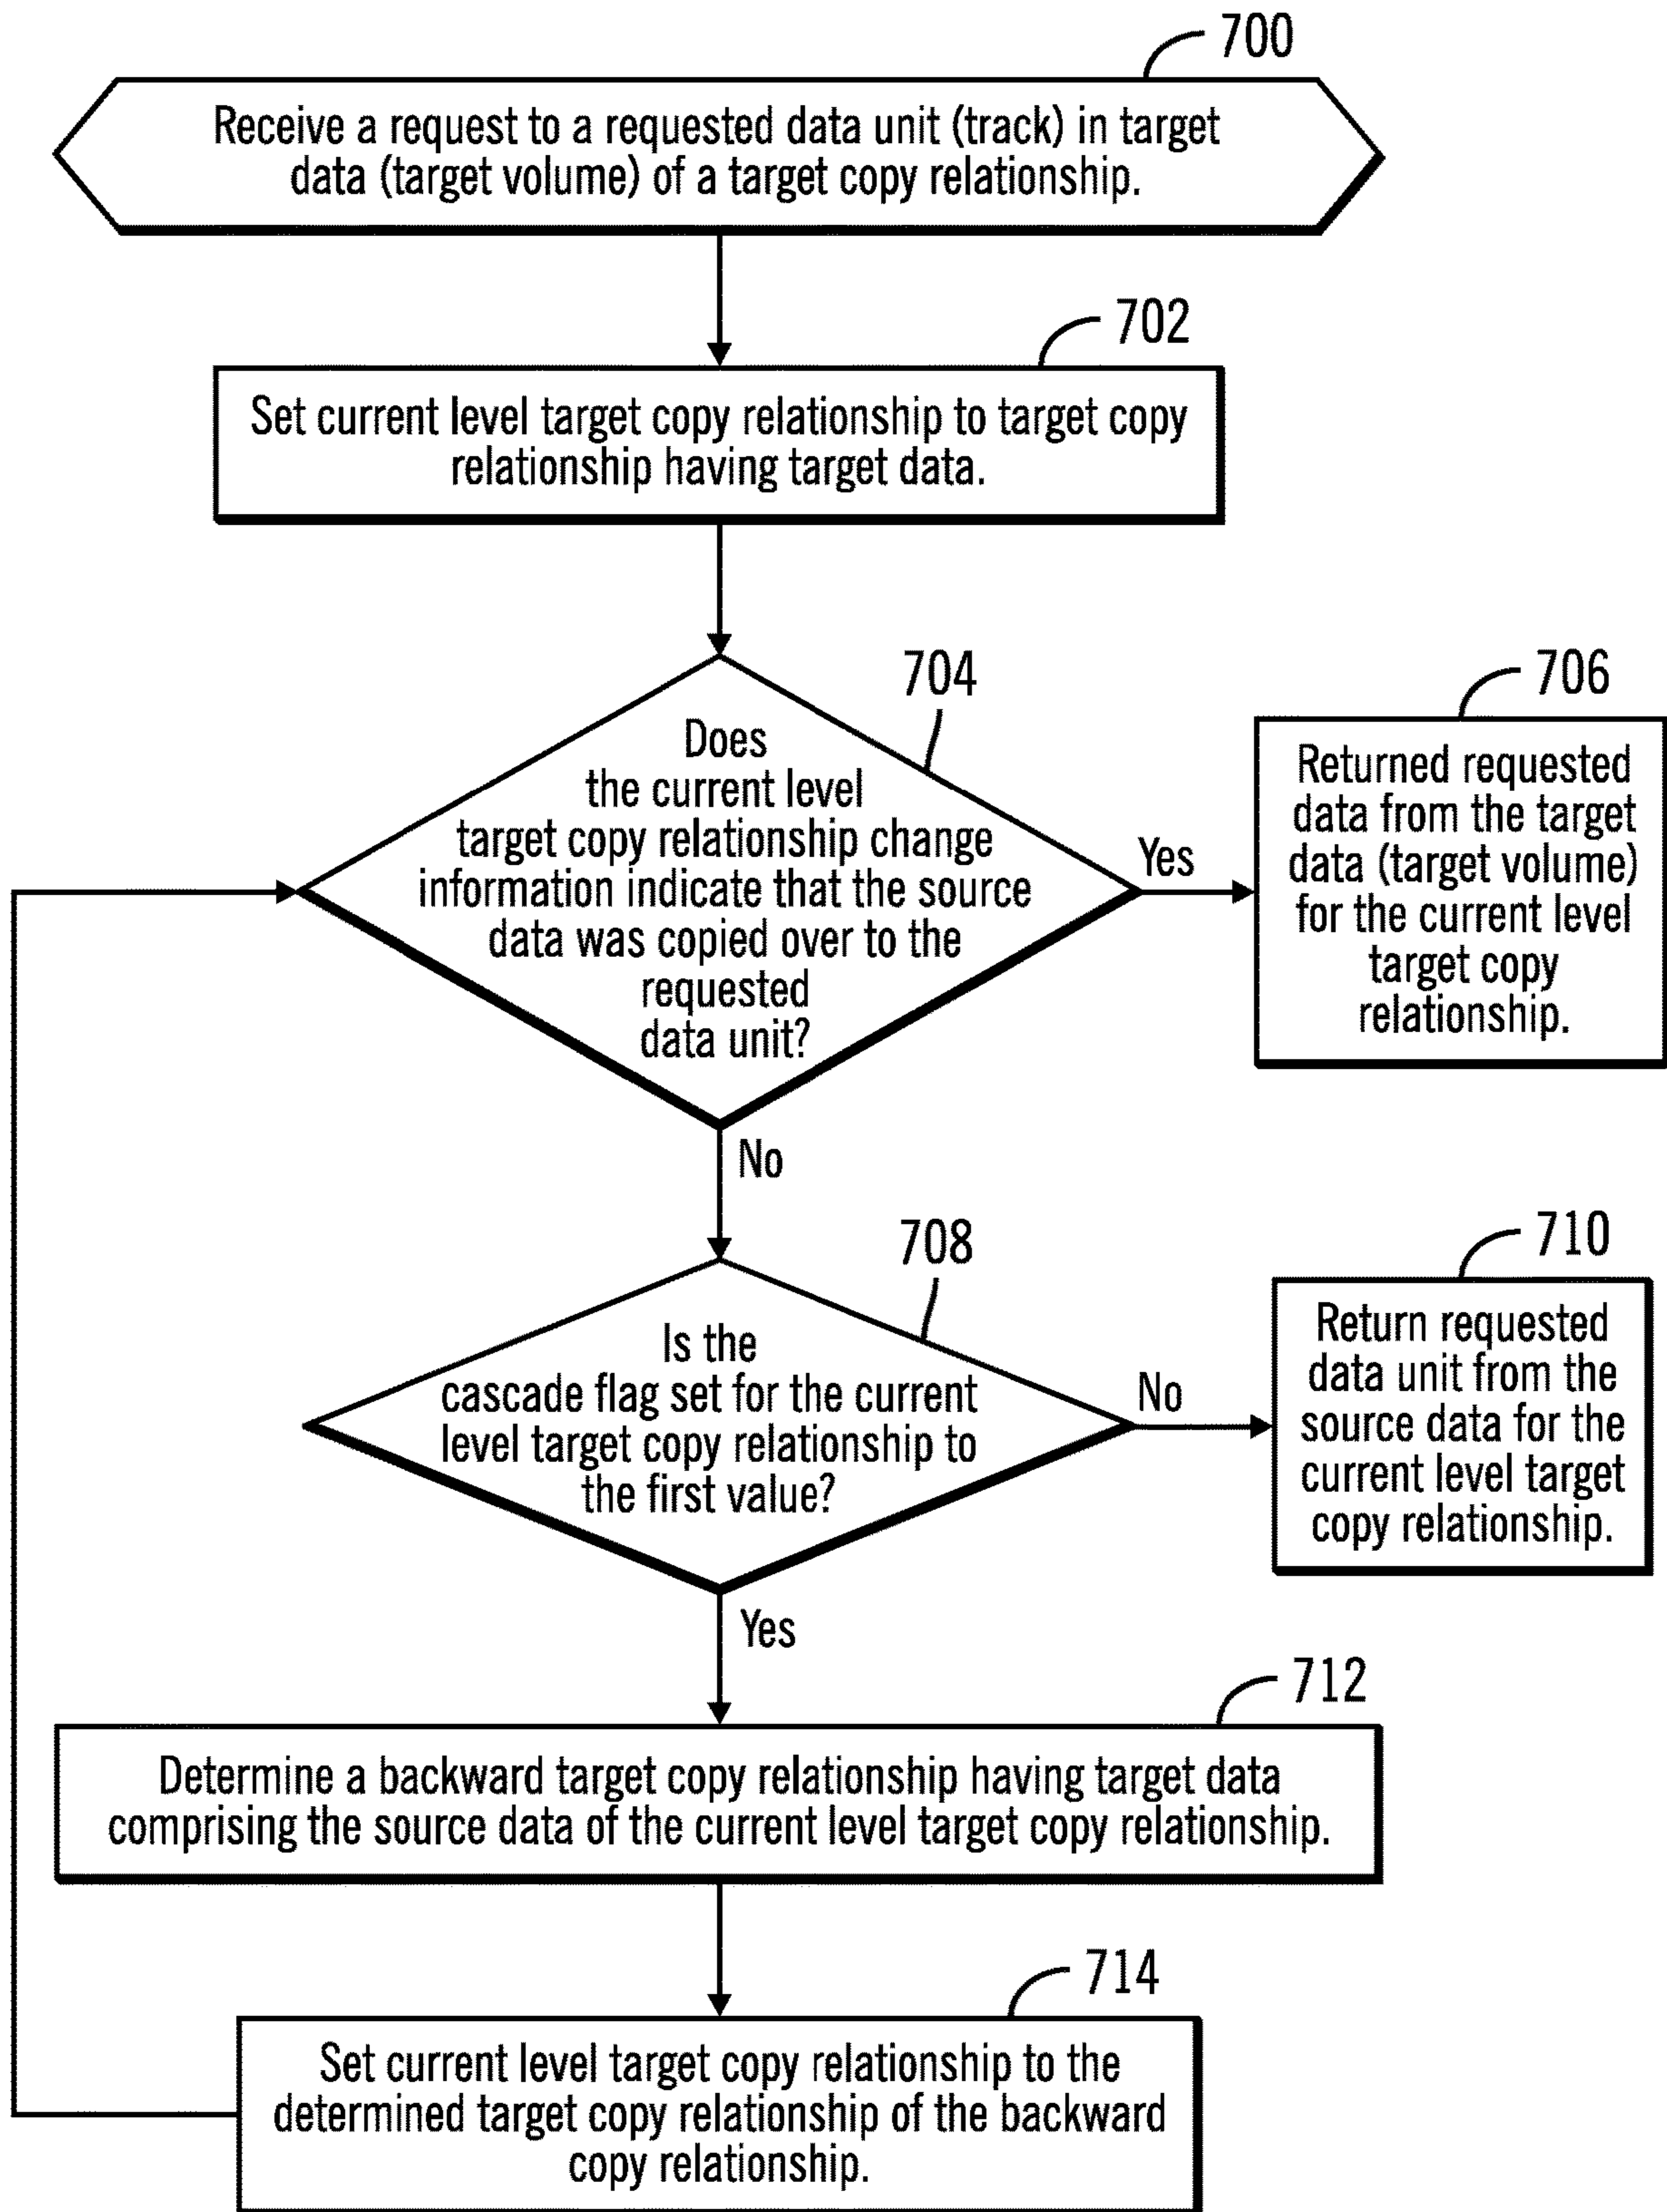 700
Receive a request to a requested data unit (track) in target
data (target volume) of a target copy relationship.
702
Set current level target copy relationship to target copy
relationship having target data.
704
Does
the current level
target copy relationship change
information indicate that the source
data was copied over to the
requested
data unit?
Yes
706
Returned requested
data from the target
data (target volume)
for the current level
target copy
relationship.
No
708
Is the
cascade flag set for the current
level target copy relationship to
the first value?
No
710
Return requested
data unit from the
source data for the
current level target
copy relationship.
Yes
712
Determine a backward target copy relationship having target data
comprising the source data of the current level target copy relationship.
714
Set current level target copy relationship to the
determined target copy relationship of the backward
copy relationship.